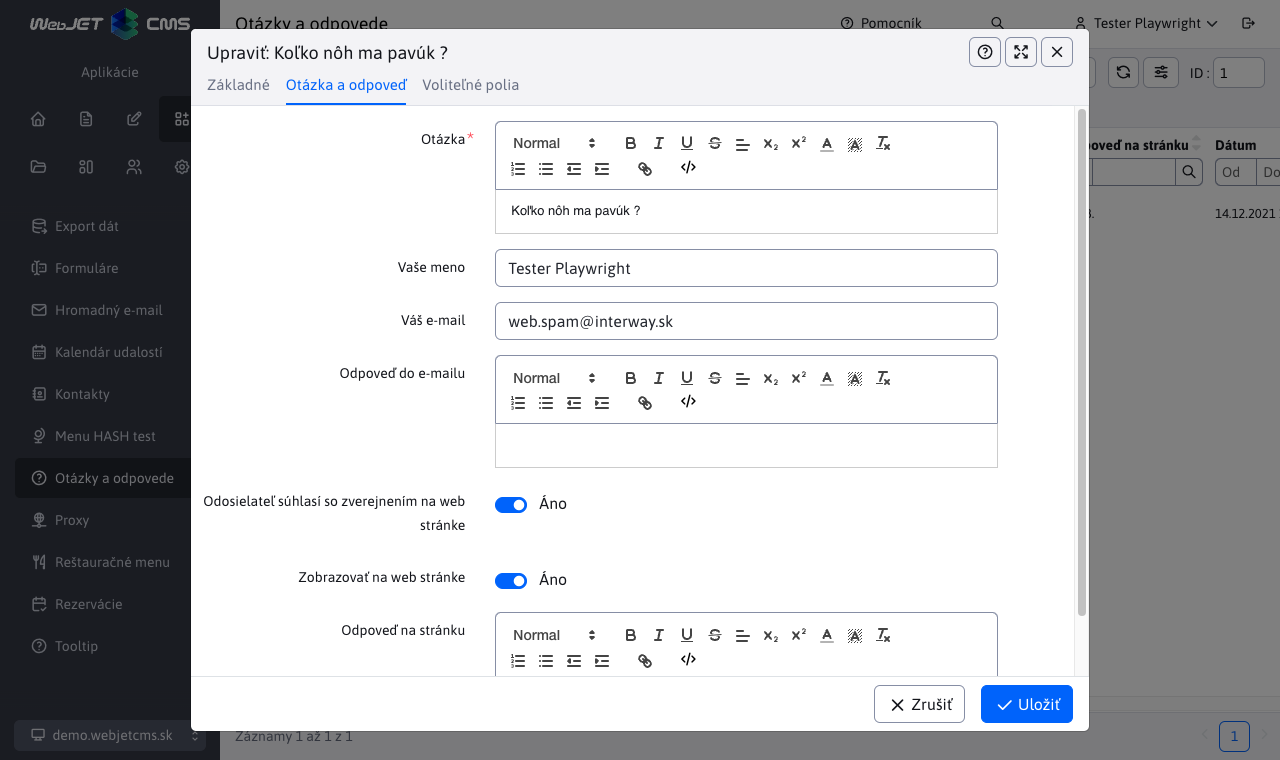 WebJET CMS
Otázky a odpovede
Pomocník
Tester Playwright
Aplikácie
Export dát
Formuláre
Hromadný e-mail
Kalendár udalostí
Kontakty
Menu HASH test
Otázky a odpovede
Proxy
Reštauračné menu
Rezervácie
Tooltip
demo.webjetcms.sk
ID : 1
Dátum
Od
Do
14.12.2021
Záznamy 1 až 1 z 1
1
Upraviť: Koľko nôh ma pavúk ?
Základné Otázka a odpoveď Voliteľné polia
Otázka*
Normal
Koľko nôh ma pavúk ?
Vaše meno
Tester Playwright
Váš e-mail
web.spam@interway.sk
Odpoveď do e-mailu
Normal
Odosielateľ súhlasí so zverejnením na web
stránke
Áno
Zobrazovať na web stránke
Áno
Odpoveď na stránku
Normal
Zrušiť
Uložiť